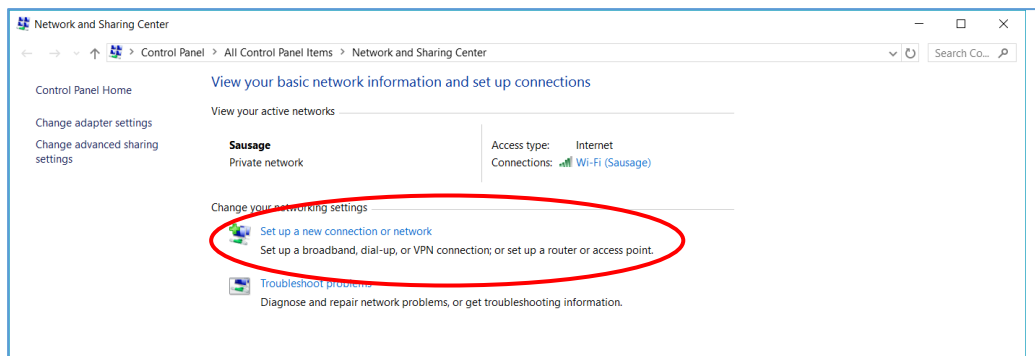 Network and Sharing Center
Control Panel > All Control Panel Items > Network and Sharing Center
Search Co...
Control Panel Home
Change adapter settings
Change advanced sharing
settings
View your basic network information and set up connections
View your active networks
Sausage
Private network
Access type: Internet
Connections: Wi-Fi (Sausage)
Change your networking settings
Set up a new connection or network
Set up a broadband, dial-up, or VPN connection; or set up a router or access point.
Troubleshoot problems
Diagnose and repair network problems, or get troubleshooting information.